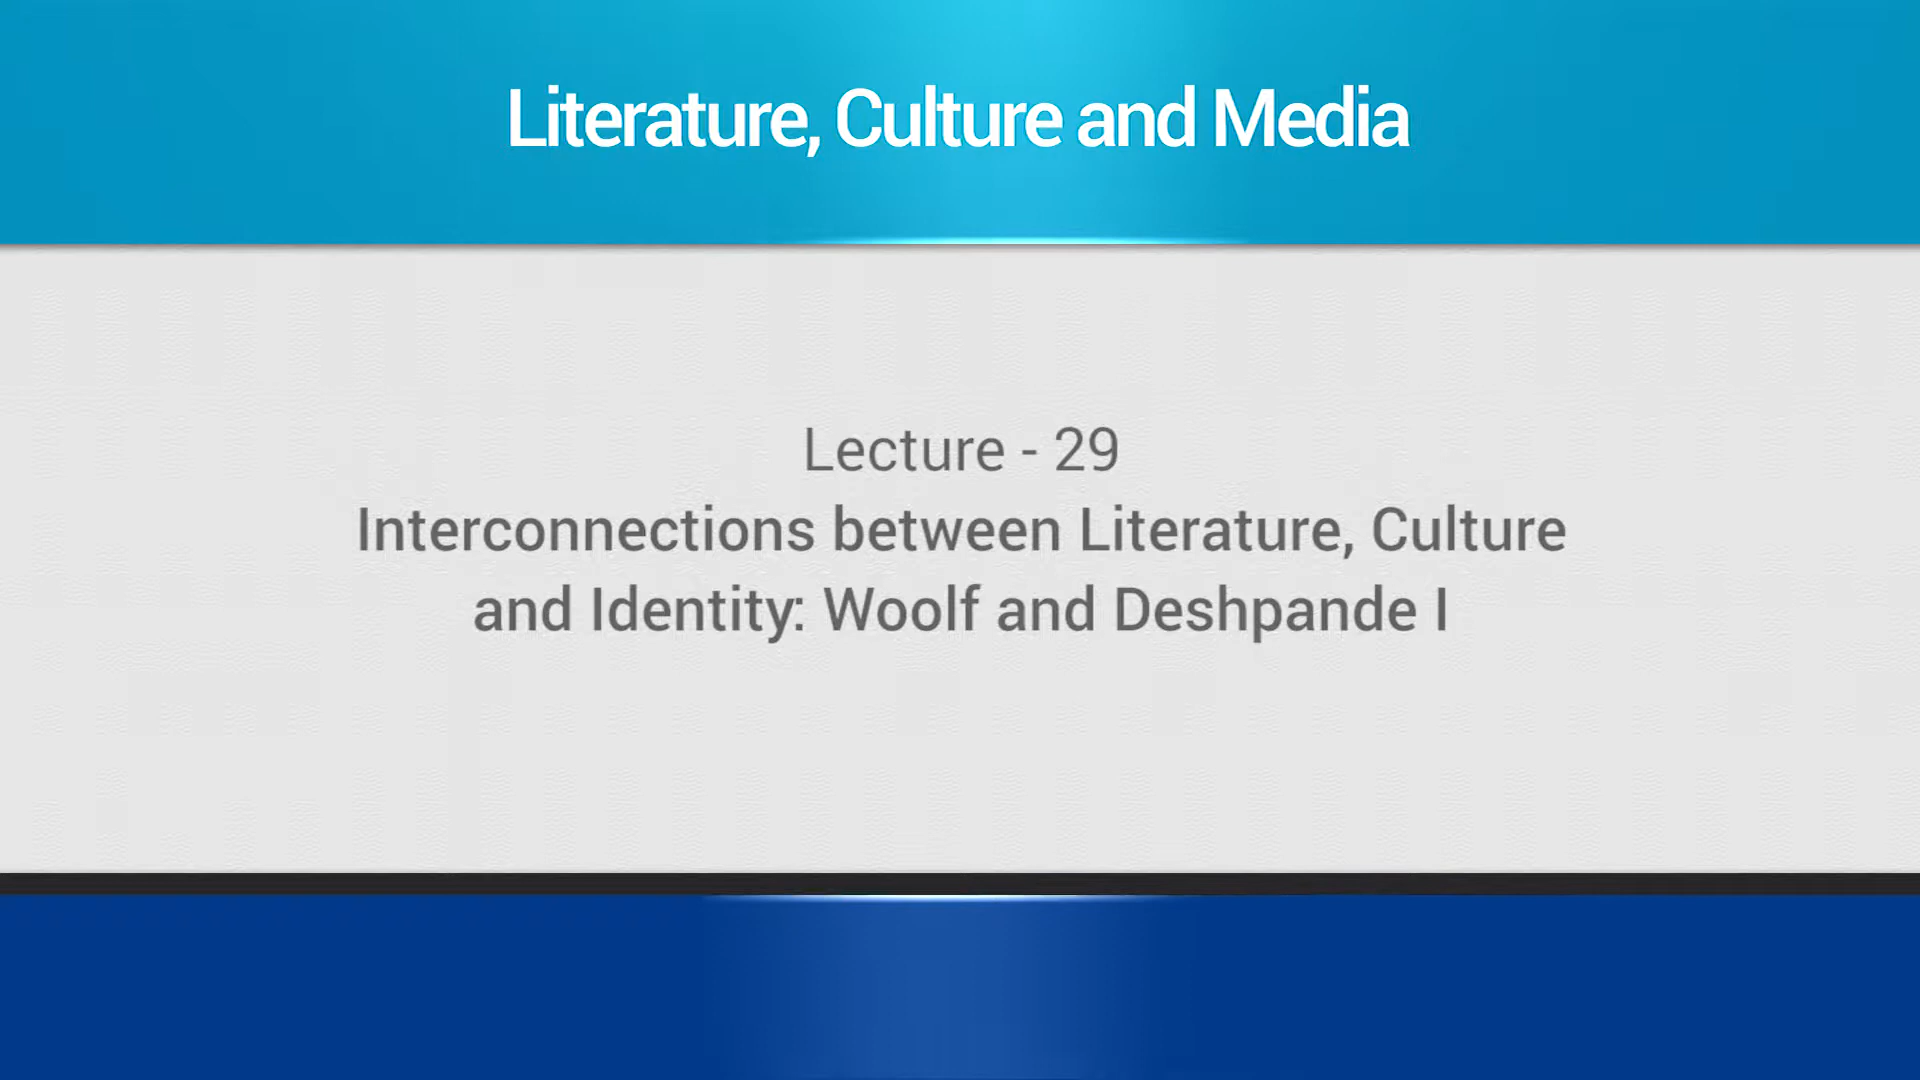 Literature, Culture and Media
Lecture - 29
Interconnections between Literature, Culture
and Identity: Woolf and Deshpande I